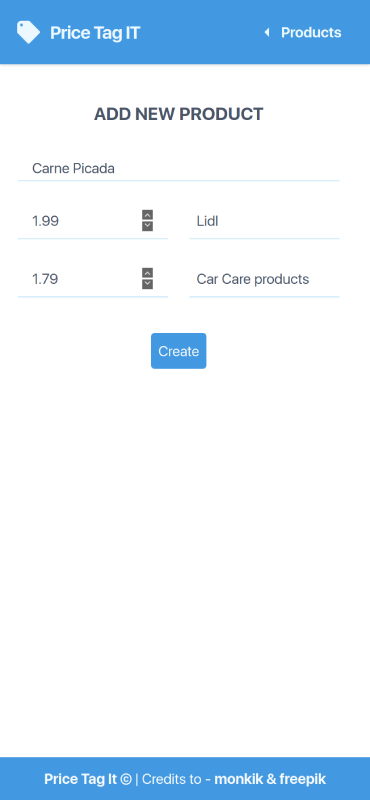 Price Tag IT
Products
ADD NEW PRODUCT
Carne Picada
1.99
Lidl
1.79
Car Care products
Create
Price Tag It © | Credits to - monkik & freepik